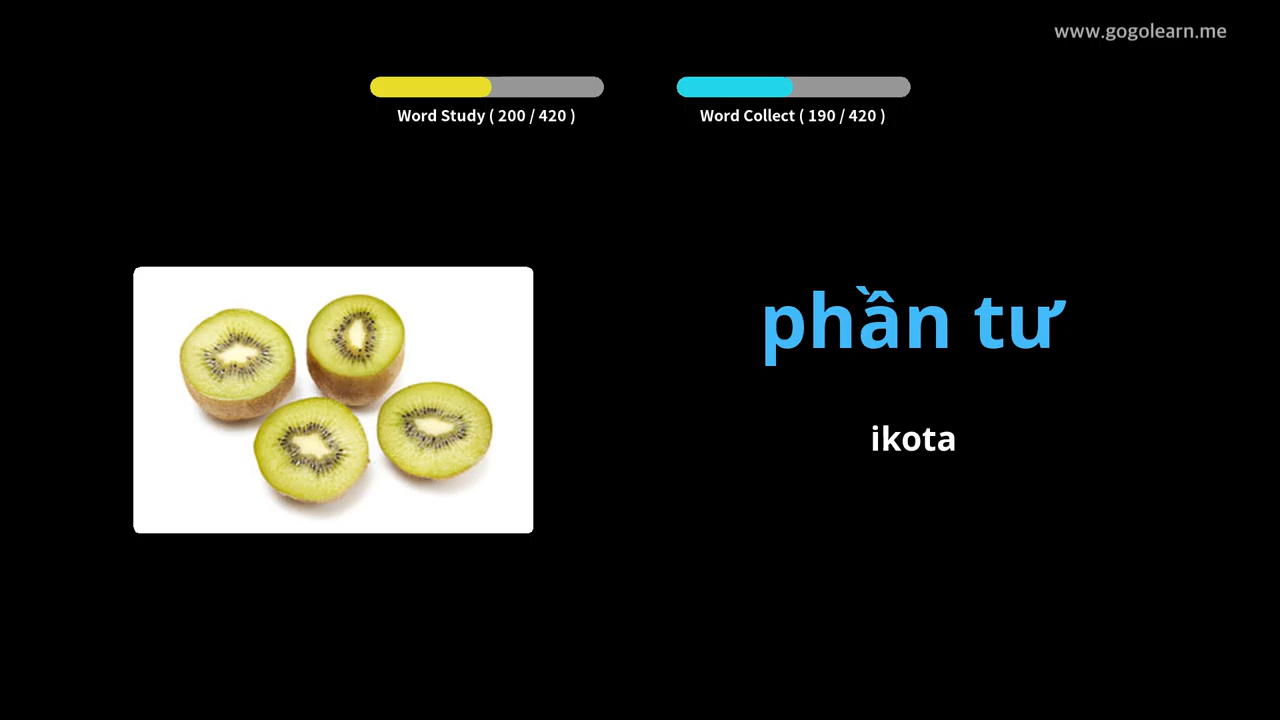 www.gogolearn.me
Word Study ( 200 / 420 )
Word Collect ( 190 / 420 )
phần tư
ikota